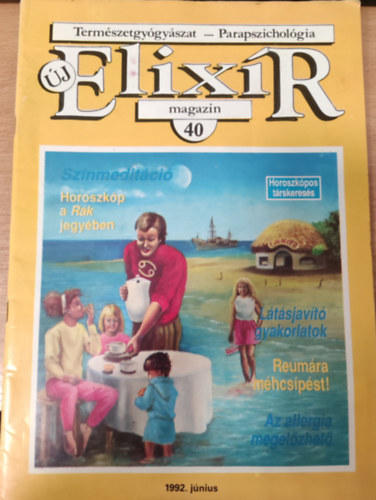 Természetgyógyászat — Parapszichológia
ÚJ
ElixíR
magazin
40
Színmeditáció
Horoszkóp
a Rák
jegyében
Horoszkópos
társkeresés
Látásjavító
gyakorlatok
Reumára
méhcsípést!
Az allergia
megelőzhető
1992. június